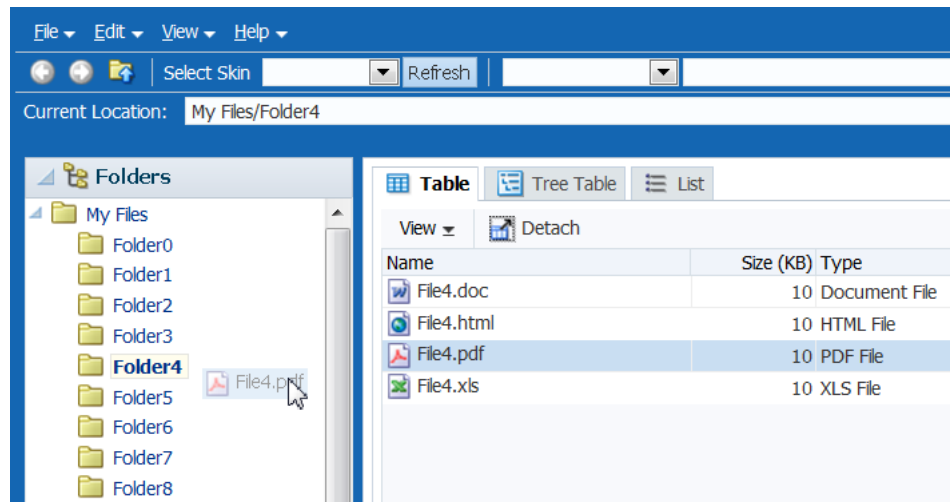 File Edit View Help
Select Skin Refresh
Current Location: My Files/Folder4
Folders
My Files
Folder0
Folder1
Folder2
Folder3
Folder4
Folder5
Folder6
Folder7
Folder8
File4.pdf
Table Tree Table List
View Detach
Name Size (KB) Type
File4.doc 10 Document File
File4.html 10 HTML File
File4.pdf 10 PDF File
File4.xls 10 XLS File